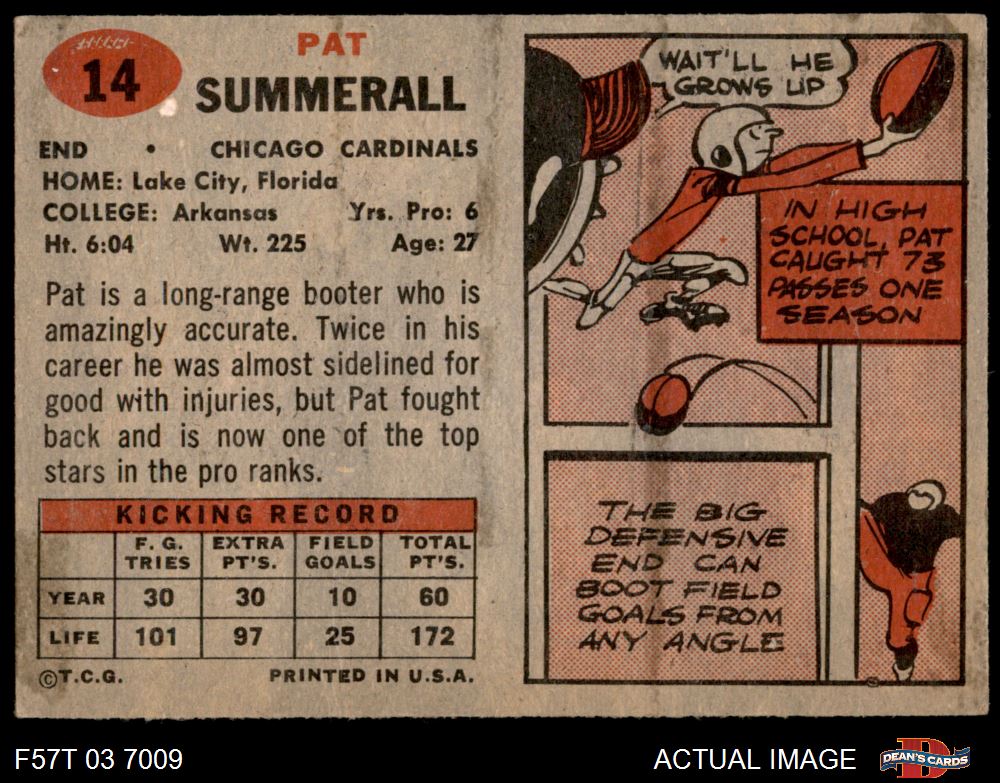 14
PAT
SUMMERALL
END • CHICAGO CARDINALS
HOME: Lake City, Florida
COLLEGE: Arkansas Yrs. Pro: 6
Ht. 6:04 Wt. 225 Age: 27
Pat is a long-range booter who is
amazingly accurate. Twice in his
career he was almost sidelined for
good with injuries, but Pat fought
back and is now one of the top
stars in the pro ranks.
KICKING RECORD
F. G. TRIES EXTRA PT'S. FIELD GOALS TOTAL PT'S.
YEAR 30 30 10 60
LIFE 101 97 25 172
©T.C.G. PRINTED IN U.S.A.
WAIT'LL HE
GROWS UP
IN HIGH
SCHOOL, PAT
CAUGHT 73
PASSES ONE
SEASON
THE BIG
DEFENSIVE
END CAN
BOOT FIELD
GOALS FROM
ANY ANGLE
F57T 03 7009 ACTUAL IMAGE
D
DEAN'S CARDS